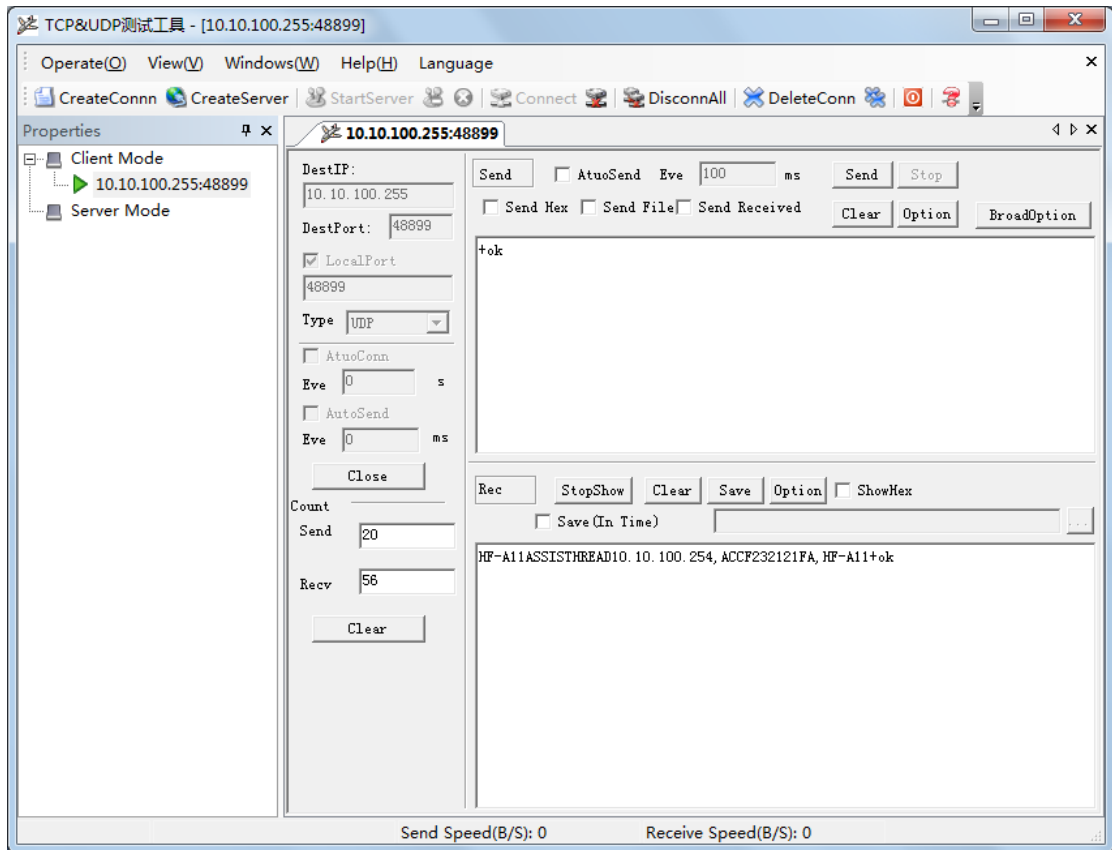 TCP&UDP测试工具 - [10.10.100.255:48899]
Operate(O) View(V) Windows(W) Help(H) Language
CreateConnn CreateServer StartServer Connect DisconnAll DeleteConn
Properties
Client Mode
10.10.100.255:48899
Server Mode
10.10.100.255:48899
DestIP:
10.10.100.255
DestPort: 48899
LocalPort
48899
Type UDP
AtuoConn
Eve 0 s
AutoSend
Eve 0 ms
Close
Count
Send 20
Recv 56
Clear
Send AtuoSend Eve 100 ms Send Stop
Send Hex Send File Send Received Clear Option BroadOption
+ok
Rec StopShow Clear Save Option ShowHex
Save(In Time) ...
HF-A11ASSISTHREAD10.10.100.254, ACCF232121FA, HF-A11+ok
Send Speed(B/S): 0 Receive Speed(B/S): 0